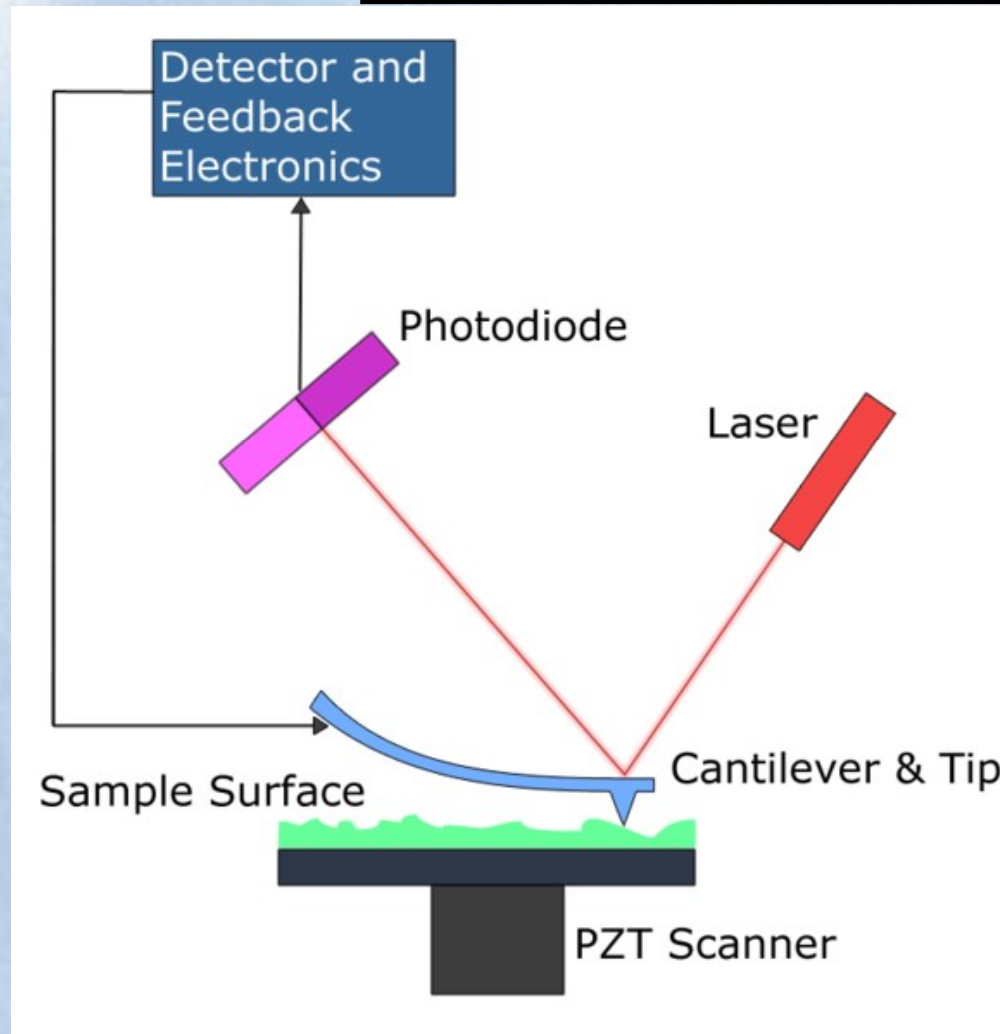 Detector and
Feedback
Electronics
Photodiode
Laser
Cantilever & Tip
Sample Surface
PZT Scanner